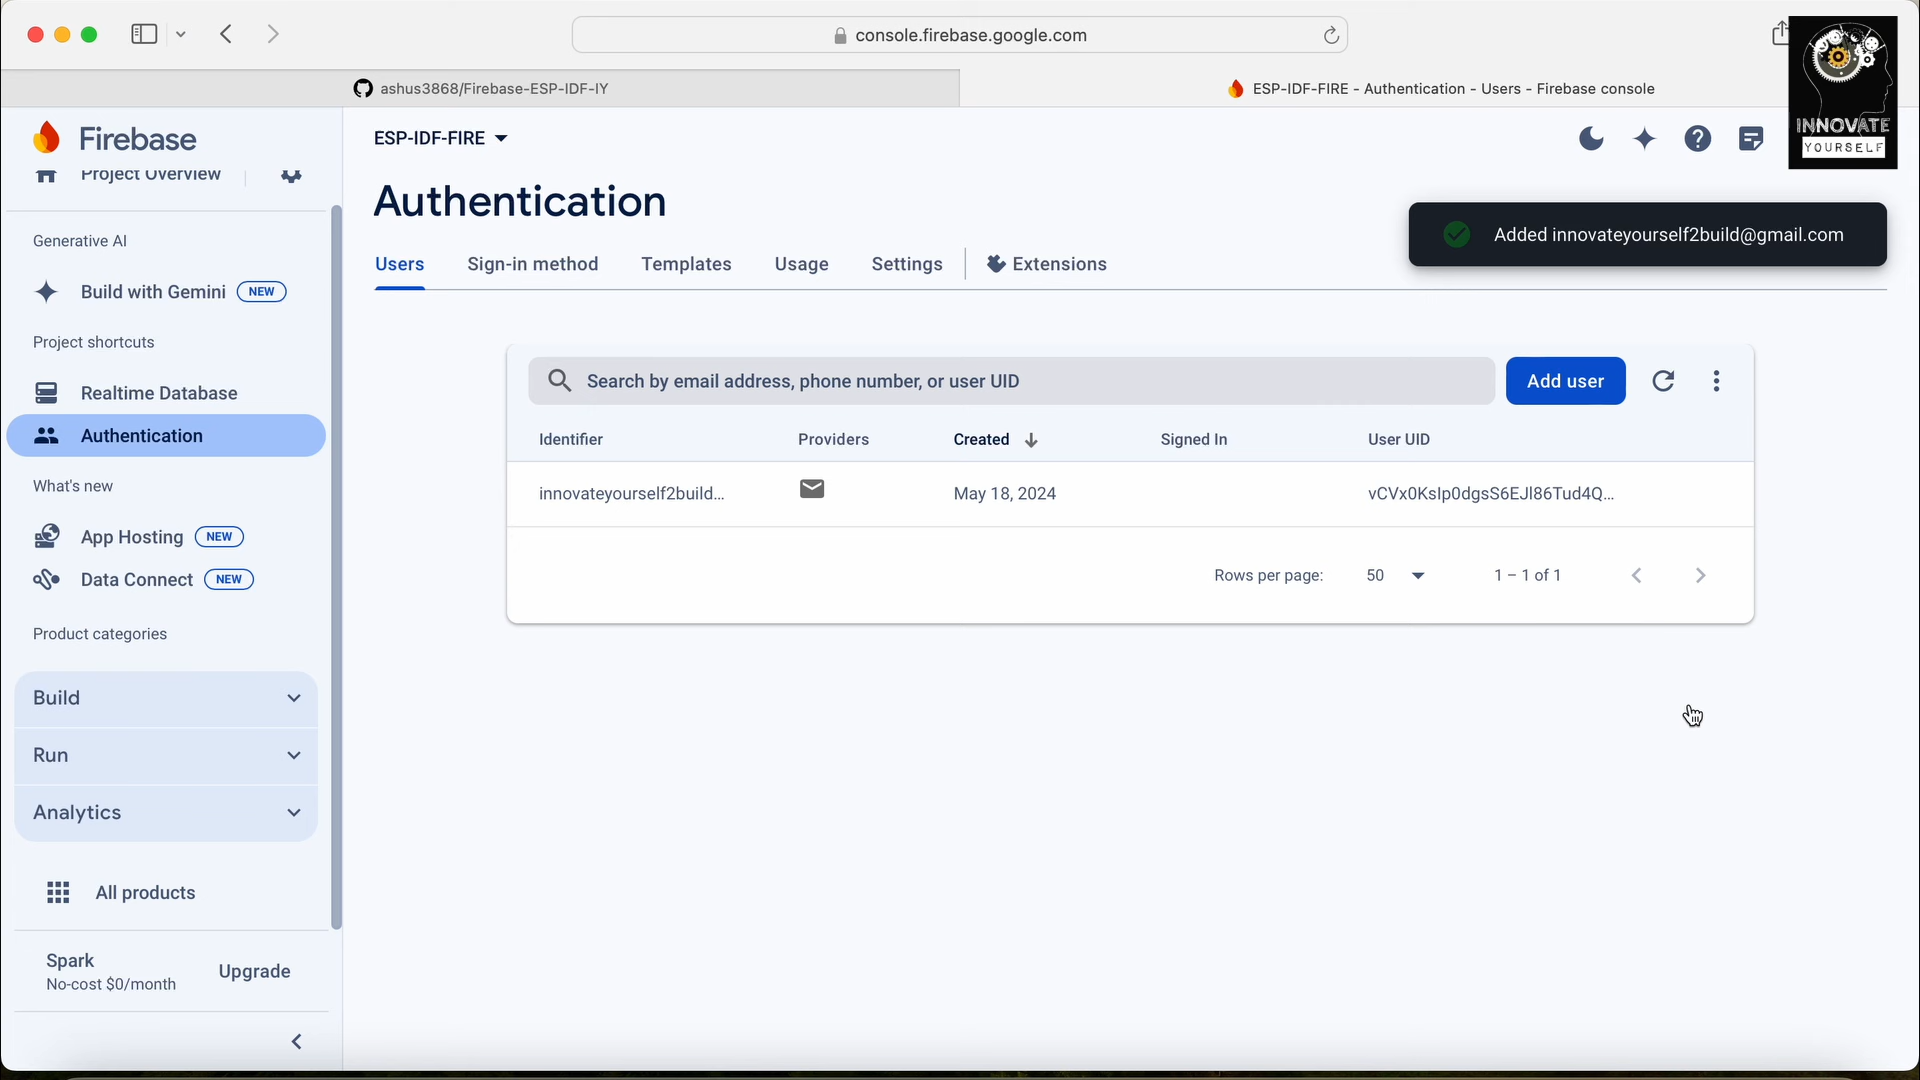 console.firebase.google.com
ashus3868/Firebase-ESP-IDF-IY
ESP-IDF-FIRE - Authentication - Users - Firebase console
INNOVATE
YOURSELF
Firebase
Project Overview
Generative AI
Build with Gemini NEW
Project shortcuts
Realtime Database
Authentication
What's new
App Hosting NEW
Data Connect NEW
Product categories
Build
Run
Analytics
All products
Spark
No-cost $0/month
Upgrade
ESP-IDF-FIRE
Authentication
Added innovateyourself2build@gmail.com
Users Sign-in method Templates Usage Settings Extensions
Search by email address, phone number, or user UID
Add user
Identifier Providers Created Signed In User UID
innovateyourself2build... May 18, 2024 vCVx0KsIp0dgsS6EJI86Tud4Q...
Rows per page: 50 1 – 1 of 1